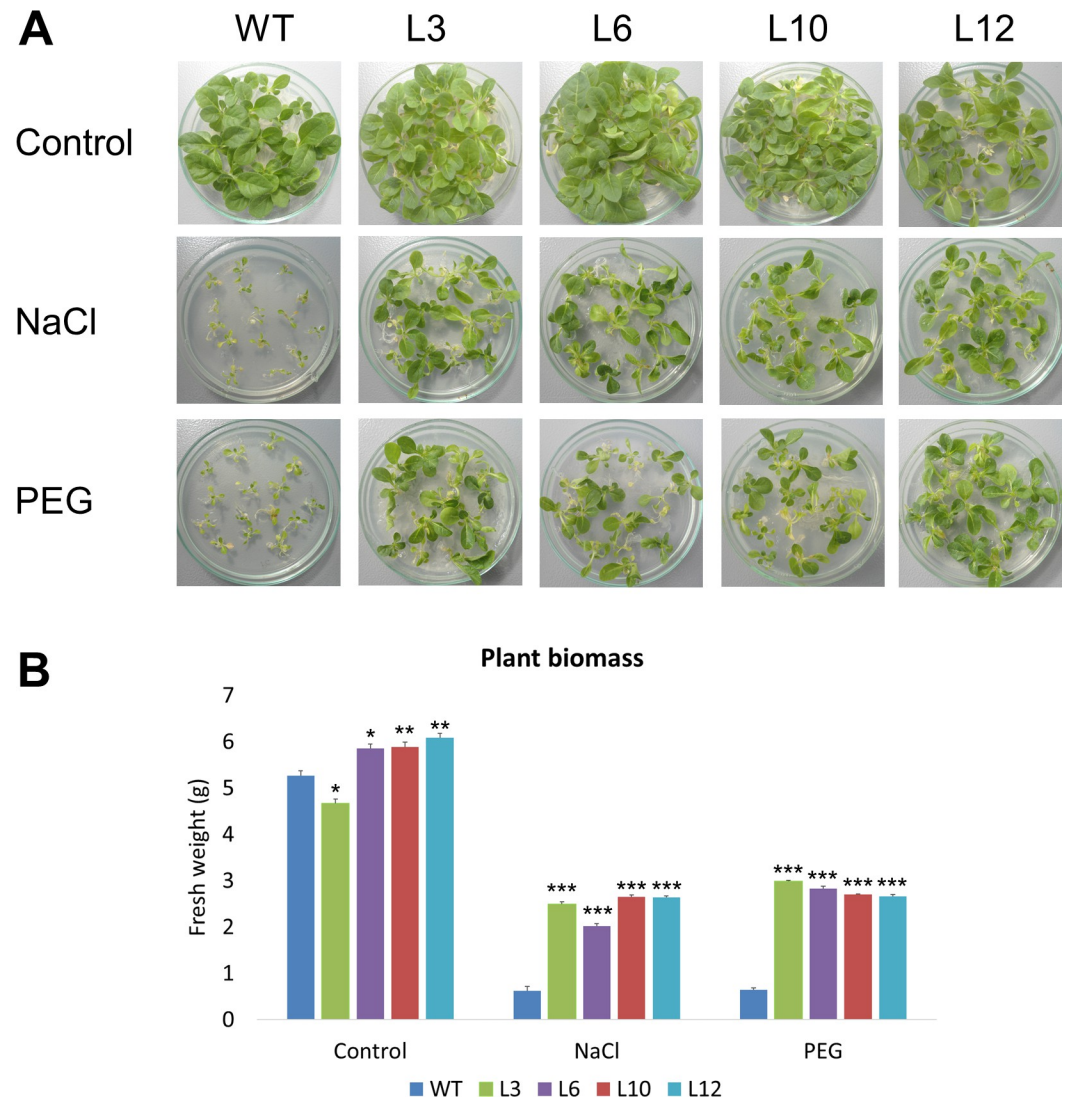 A
WT L3 L6 L10 L12
Control
NaCl
PEG
B
Plant biomass
Fresh weight (g)
7
6
5
4
3
2
1
0
* * ** **
*** *** *** ***
*** *** *** ***
Control NaCl PEG
WT L3 L6 L10 L12